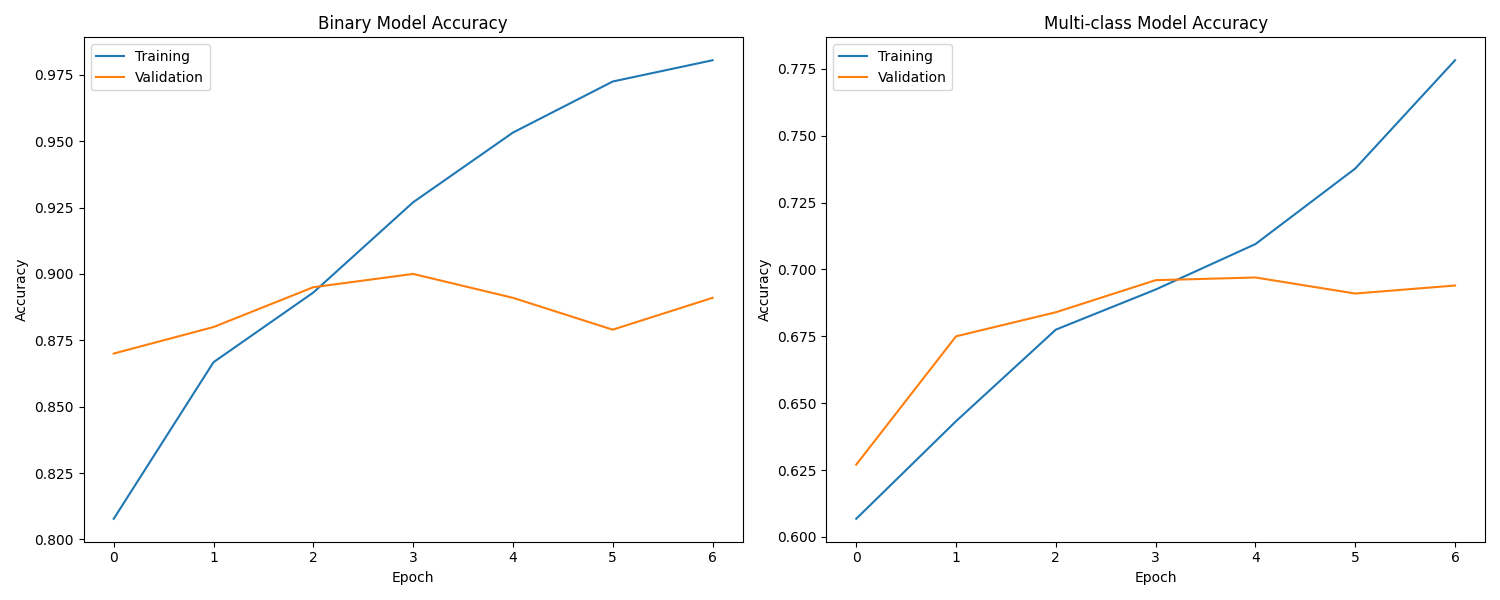 Binary Model Accuracy
Training
Validation
0.975
0.950
0.925
0.900
0.875
0.850
0.825
0.800
Accuracy
0 1 2 3 4 5 6
Epoch
Multi-class Model Accuracy
Training
Validation
0.775
0.750
0.725
0.700
0.675
0.650
0.625
0.600
Accuracy
0 1 2 3 4 5 6
Epoch